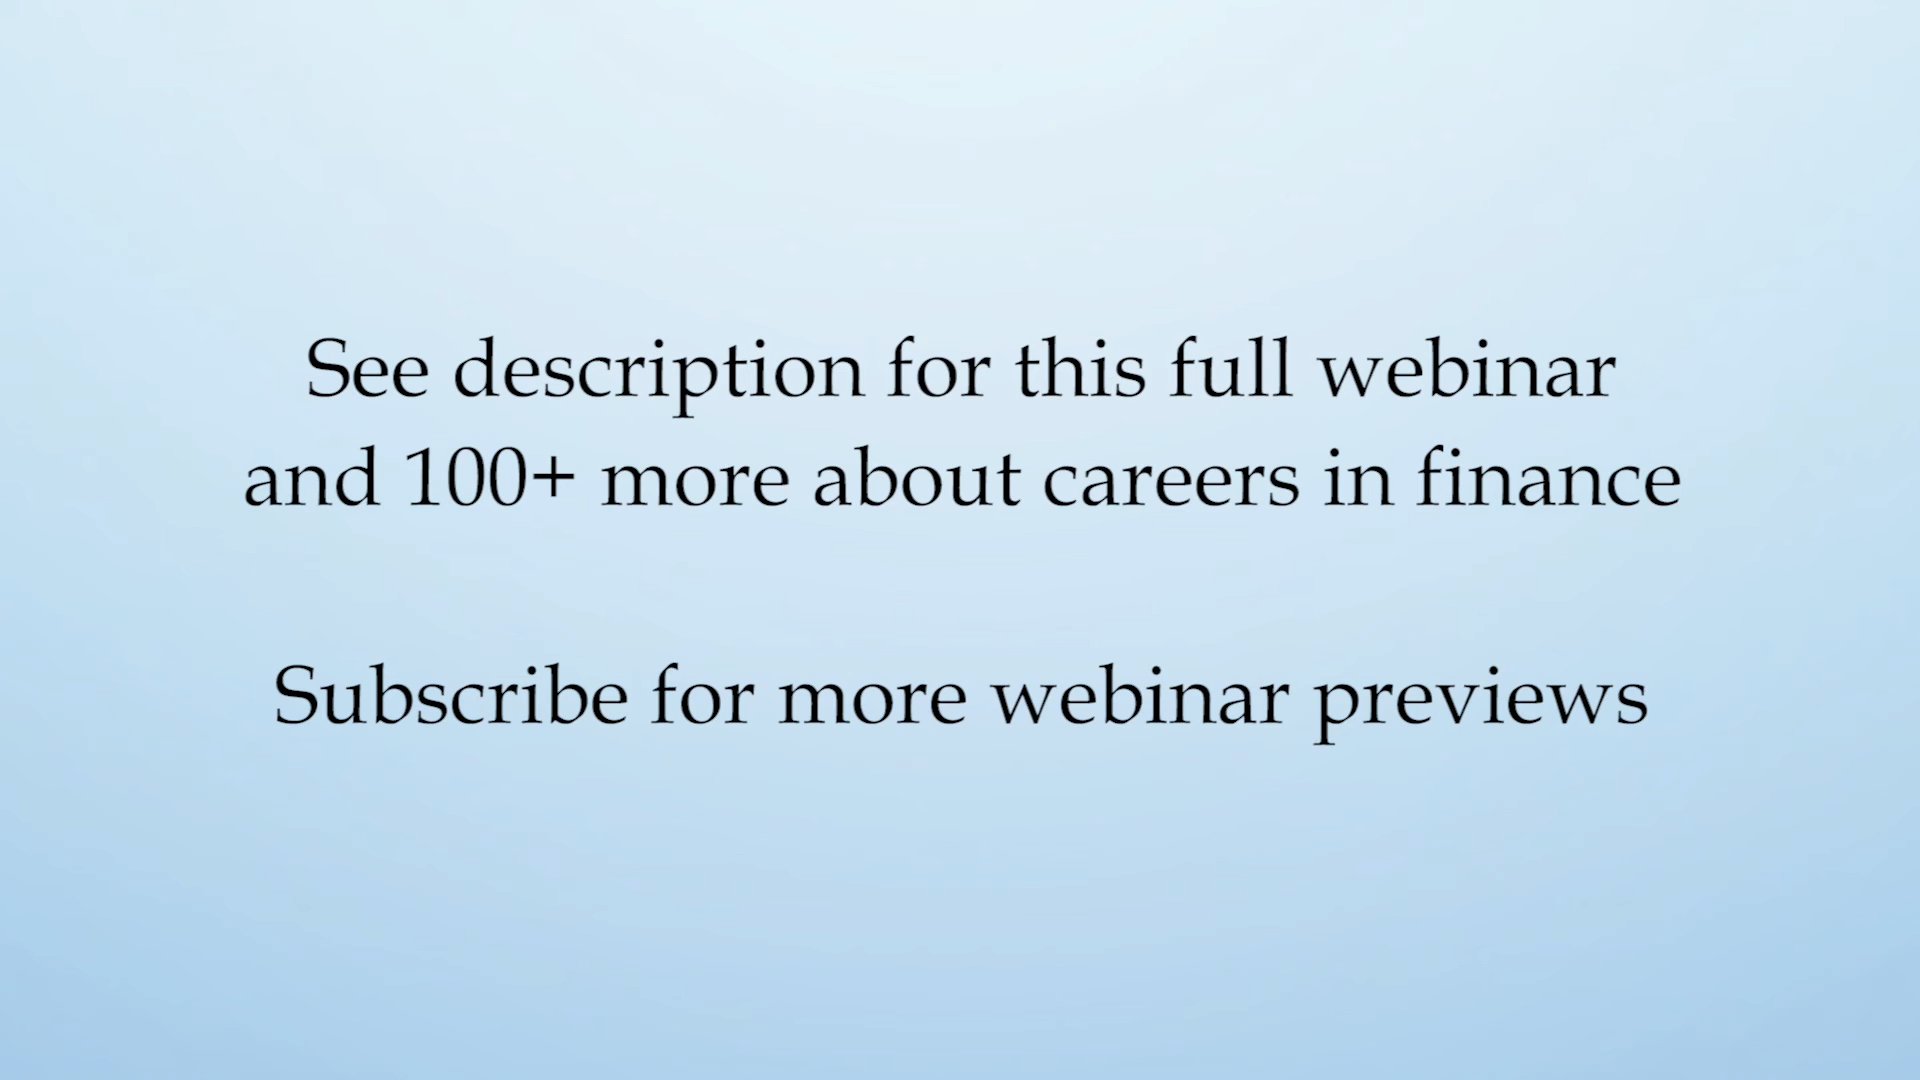 See description for this full webinar
and 100+ more about careers in finance
Subscribe for more webinar previews